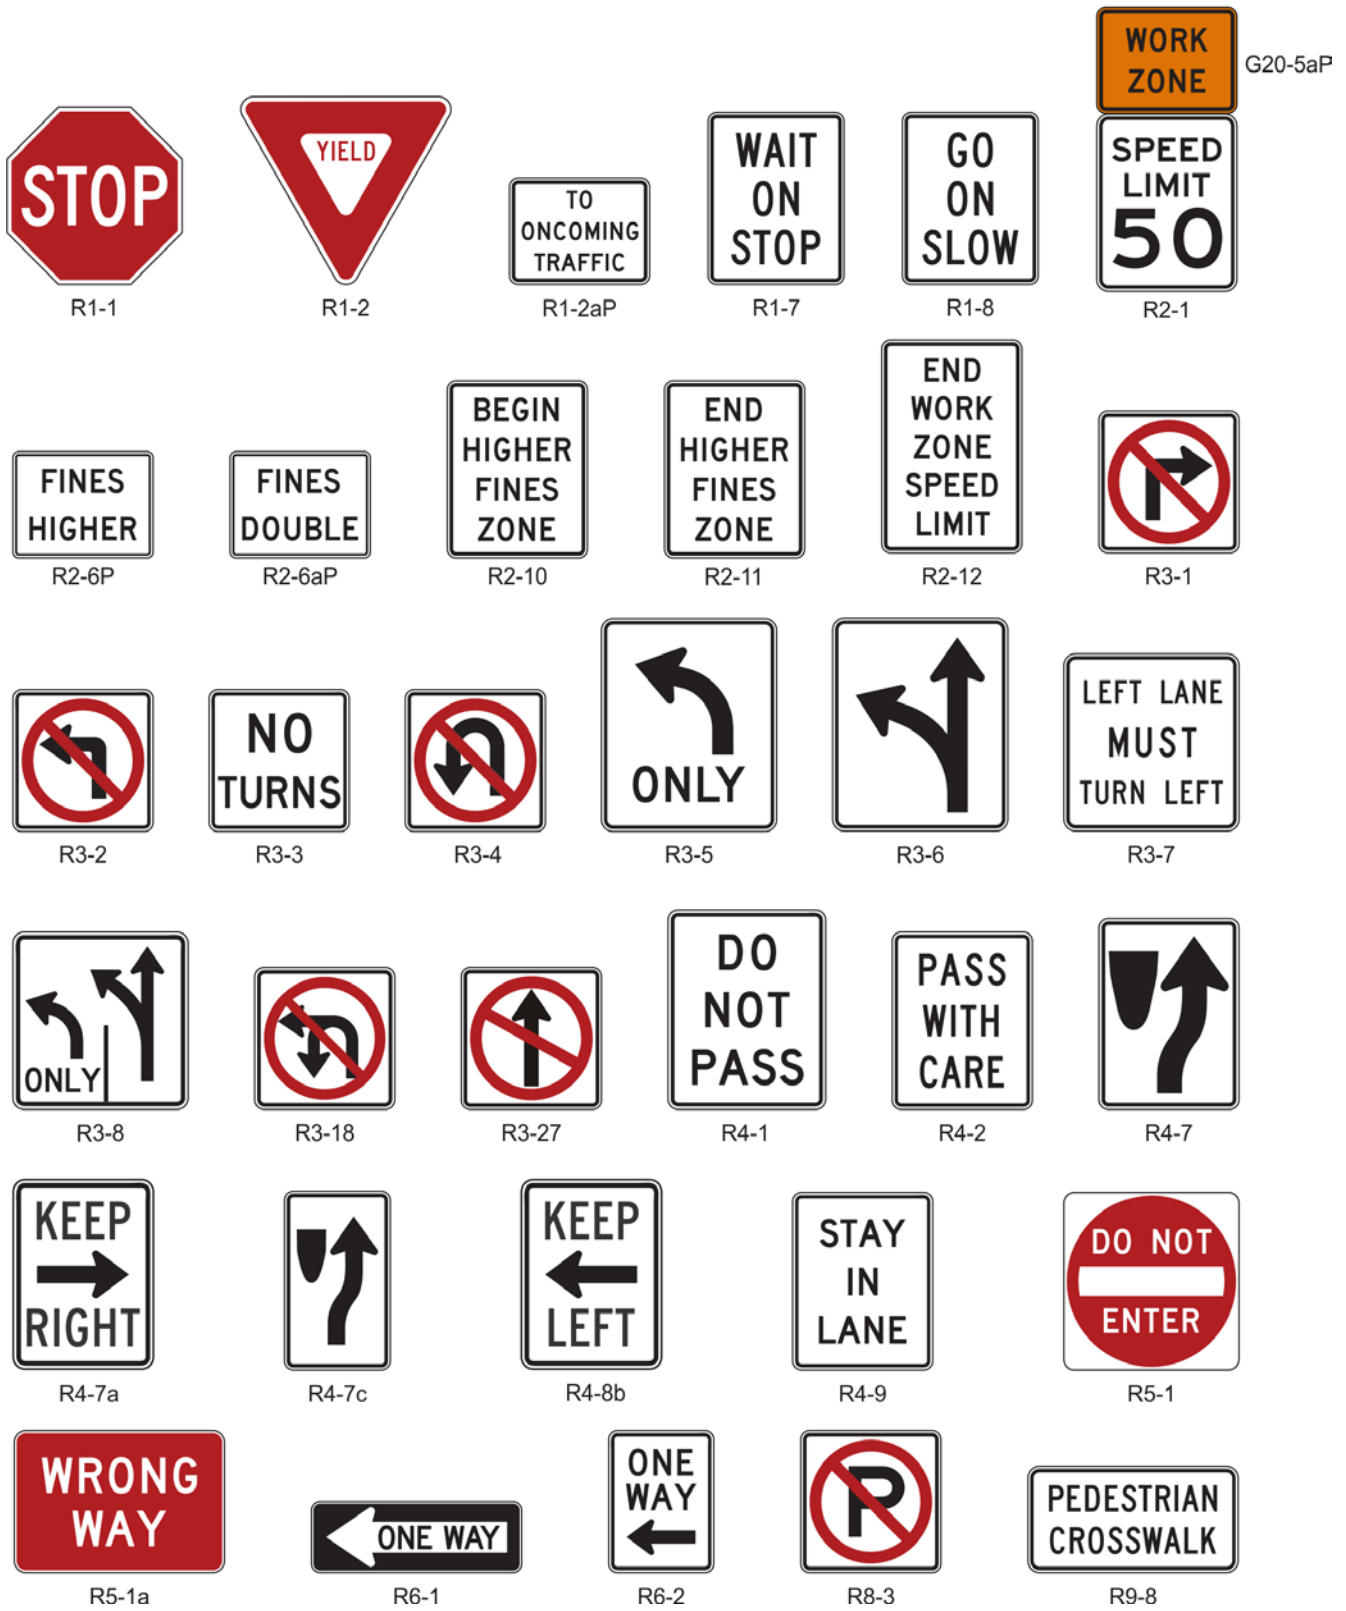 WORK
ZONE
G20-5aP
STOP
R1-1
YIELD
R1-2
TO
ONCOMING
TRAFFIC
R1-2aP
WAIT
ON
STOP
R1-7
GO
ON
SLOW
R1-8
SPEED
LIMIT
50
R2-1
FINES
HIGHER
R2-6P
FINES
DOUBLE
R2-6aP
BEGIN
HIGHER
FINES
ZONE
R2-10
END
HIGHER
FINES
ZONE
R2-11
END
WORK
ZONE
SPEED
LIMIT
R2-12
R3-1
R3-2
NO
TURNS
R3-3
R3-4
ONLY
R3-5
R3-6
LEFT LANE
MUST
TURN LEFT
R3-7
ONLY
R3-8
R3-18
R3-27
DO
NOT
PASS
R4-1
PASS
WITH
CARE
R4-2
R4-7
KEEP
RIGHT
R4-7a
R4-7c
KEEP
LEFT
R4-8b
STAY
IN
LANE
R4-9
DO NOT
ENTER
R5-1
WRONG
WAY
R5-1a
ONE WAY
R6-1
ONE
WAY
R6-2
P
R8-3
PEDESTRIAN
CROSSWALK
R9-8